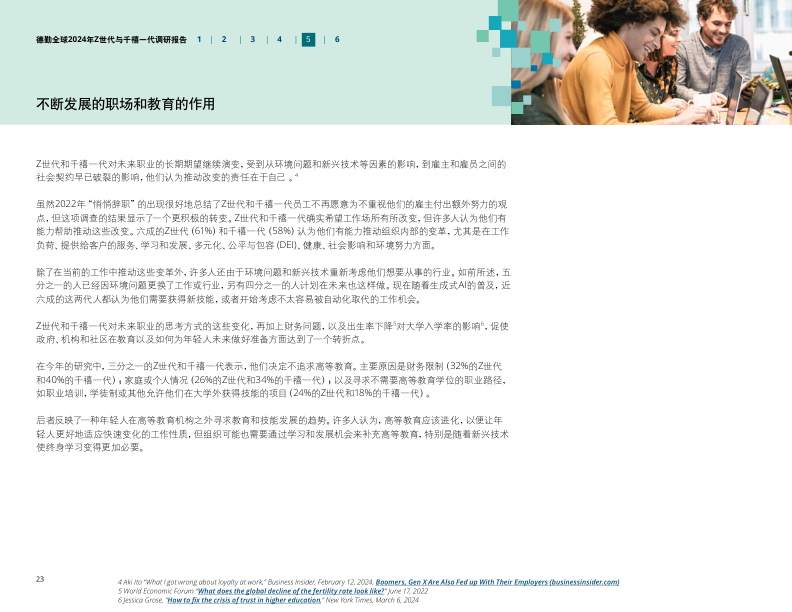 德勤全球2024年Z世代与千禧一代调研报告 1 | 2 | 3 | 4 | 5 | 6
不断发展的职场和教育的作用
Z世代和千禧一代对未来职业的长期期望继续演变，受到从环境问题和新兴技术等因素的影响，到雇主和雇员之间的
社会契约早已破裂的影响，他们认为推动改变的责任在于自己 。4
虽然2022年 “悄悄辞职” 的出现很好地总结了Z世代和千禧一代员工不再愿意为不重视他们的雇主付出额外努力的观
点，但这项调查的结果显示了一个更积极的转变。Z世代和千禧一代确实希望工作场所有所改变，但许多人认为他们有
能力帮助推动这些改变。六成的Z世代 (61%) 和千禧一代 (58%) 认为他们有能力推动组织内部的变革，尤其是在工作
负荷、提供给客户的服务、学习和发展、多元化、公平与包容 (DEI)、健康、社会影响和环境努力方面。
除了在当前的工作中推动这些变革外，许多人还由于环境问题和新兴技术重新考虑他们想要从事的行业。如前所述，五
分之一的人已经因环境问题更换了工作或行业，另有四分之一的人计划在未来也这样做。现在随着生成式AI的普及，近
六成的这两代人都认为他们需要获得新技能，或者开始考虑不太容易被自动化取代的工作机会。
Z世代和千禧一代对未来职业的思考方式的这些变化，再加上财务问题，以及出生率下降5对大学入学率的影响6，促使
政府、机构和社区在教育以及如何为年轻人未来做好准备方面达到了一个转折点。
在今年的研究中，三分之一的Z世代和千禧一代表示，他们决定不追求高等教育。主要原因是财务限制 (32%的Z世代
和40%的千禧一代)；家庭或个人情况 (26%的Z世代和34%的千禧一代)；以及寻求不需要高等教育学位的职业路径，
如职业培训，学徒制或其他允许他们在大学外获得技能的项目 (24%的Z世代和18%的千禧一代) 。
后者反映了一种年轻人在高等教育机构之外寻求教育和技能发展的趋势。许多人认为，高等教育应该进化，以便让年
轻人更好地适应快速变化的工作性质，但组织可能也需要通过学习和发展机会来补充高等教育，特别是随着新兴技术
使终身学习变得更加必要。
23
4 Aki Ito “What I got wrong about loyalty at work,” Business Insider, February 12, 2024, Boomers, Gen X Are Also Fed up With Their Employers (businessinsider.com)
5 World Economic Forum “What does the global decline of the fertility rate look like?” June 17, 2022
6 Jessica Grose, “How to fix the crisis of trust in higher education,” New York Times, March 6, 2024